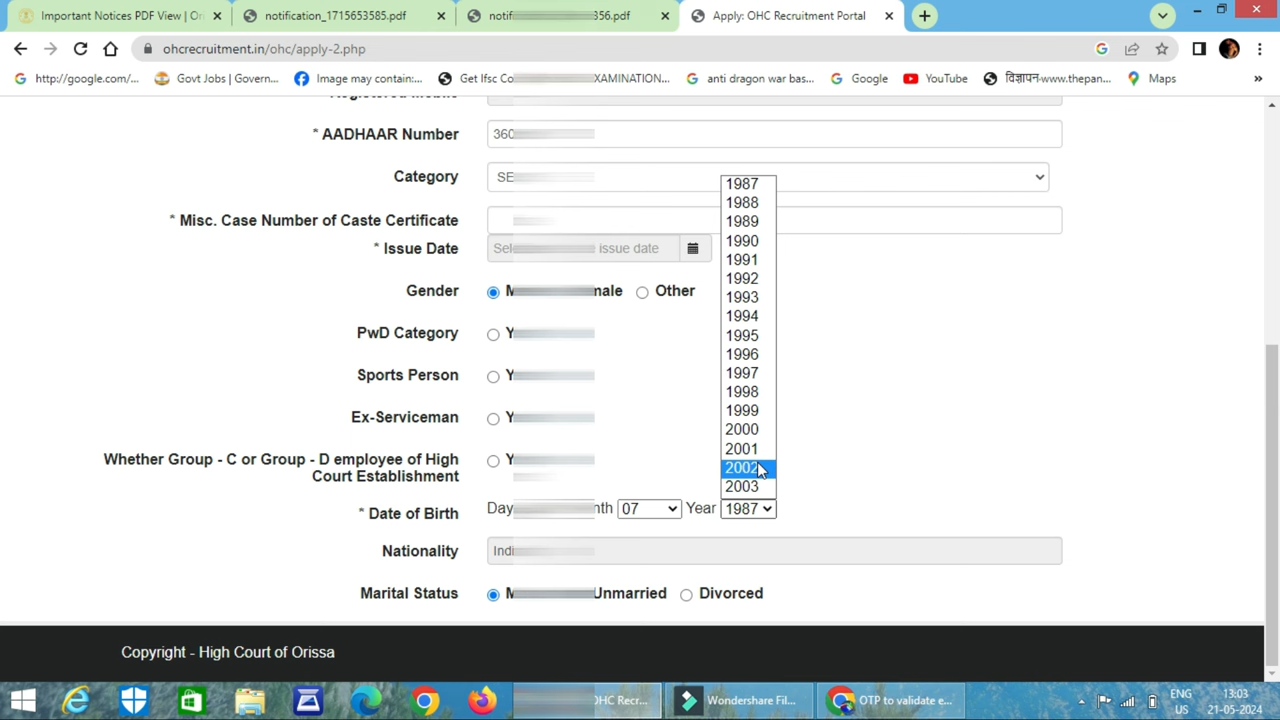 Important Notices PDF View | Ori
notification_1715653585.pdf
notifi 356.pdf
Apply: OHC Recruitment Portal
ohcrecruitment.in/ohc/apply-2.php
http://google.com/...
Govt Jobs | Govern...
Image may contain:...
Get Ifsc Co XAMINATION...
anti dragon war bas...
Google
YouTube
विज्ञापन-www.thepan...
Maps
»
Registered Mobile
* AADHAAR Number 360
Category SE
* Misc. Case Number of Caste Certificate
* Issue Date Sel issue date
Gender M male Other
PwD Category Y
Sports Person Y
Ex-Serviceman Y
Whether Group - C or Group - D employee of High
Court Establishment Y
1987
1988
1989
1990
1991
1992
1993
1994
1995
1996
1997
1998
1999
2000
2001
2002
2003
* Date of Birth Day nth 07 Year 1987
Nationality Indi
Marital Status M Unmarried Divorced
Copyright - High Court of Orissa
OHC Recr...
Wondershare Fil...
OTP to validate e...
ENG
US
13:03
21-05-2024